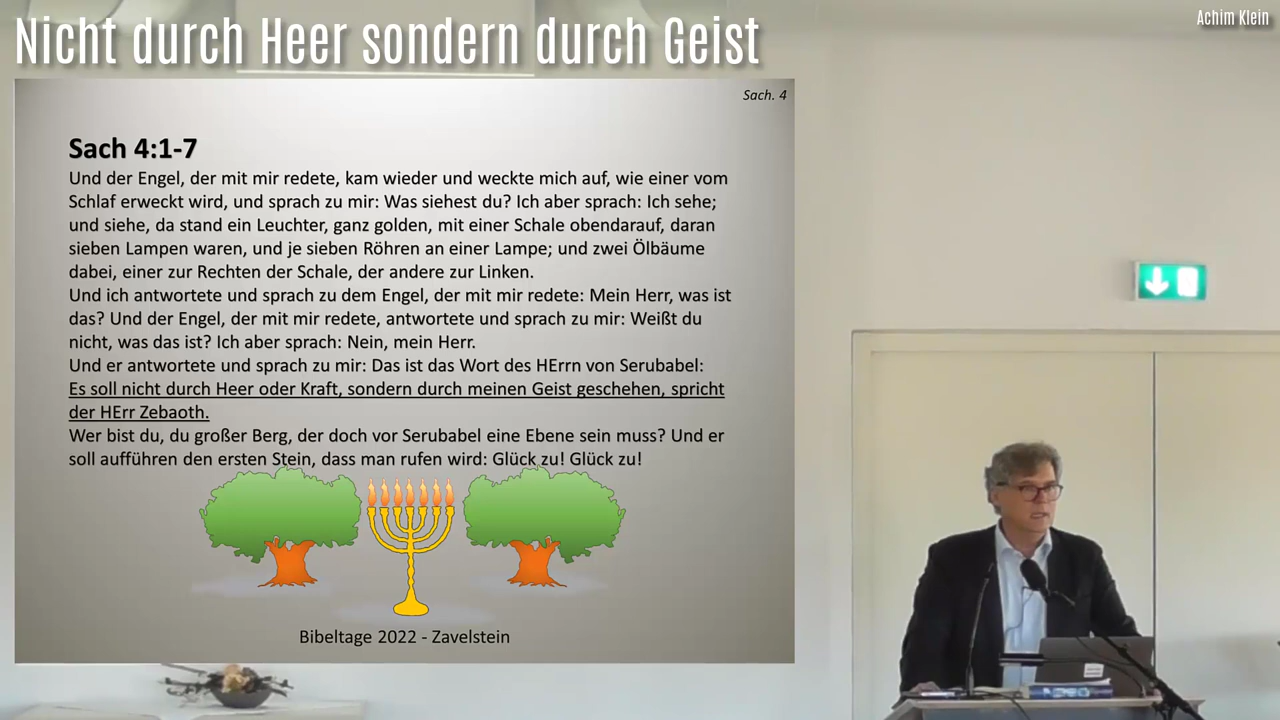 Nicht durch Heer sondern durch Geist
Achim Klein
Sach. 4
Sach 4:1-7
Und der Engel, der mit mir redete, kam wieder und weckte mich auf, wie einer vom
Schlaf erweckt wird, und sprach zu mir: Was siehest du? Ich aber sprach: Ich sehe;
und siehe, da stand ein Leuchter, ganz golden, mit einer Schale obendarauf, daran
sieben Lampen waren, und je sieben Röhren an einer Lampe; und zwei Ölbäume
dabei, einer zur Rechten der Schale, der andere zur Linken.
Und ich antwortete und sprach zu dem Engel, der mit mir redete: Mein Herr, was ist
das? Und der Engel, der mit mir redete, antwortete und sprach zu mir: Weißt du
nicht, was das ist? Ich aber sprach: Nein, mein Herr.
Und er antwortete und sprach zu mir: Das ist das Wort des HErrn von Serubabel:
Es soll nicht durch Heer oder Kraft, sondern durch meinen Geist geschehen, spricht
der HErr Zebaoth.
Wer bist du, du großer Berg, der doch vor Serubabel eine Ebene sein muss? Und er
soll aufführen den ersten Stein, dass man rufen wird: Glück zu! Glück zu!
Bibeltage 2022 - Zavelstein